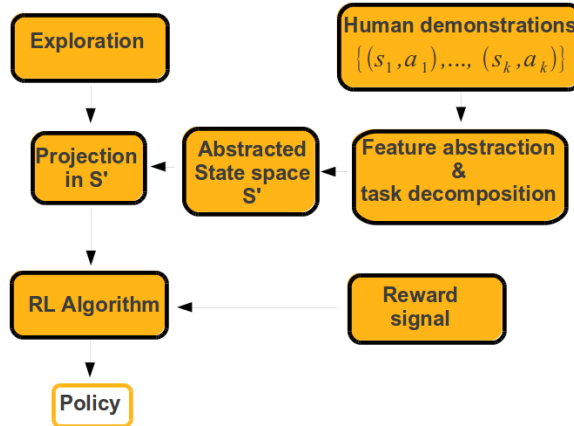 Exploration
Human demonstrations
{(s₁,a₁),..., (sₖ,aₖ)}
Projection
in S'
Abstracted
State space
S'
Feature abstraction
&
task decomposition
RL Algorithm
Reward
signal
Policy